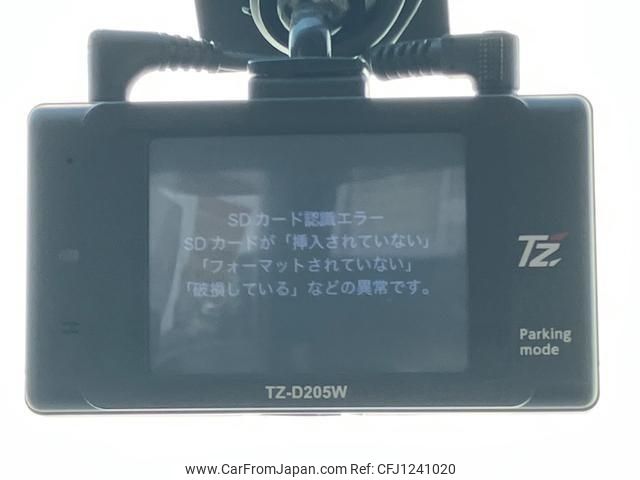 SDカード認識エラー
SDカードが「挿入されていない」
「フォーマットされていない」
「破損している」などの異常です。
TZ.
Parking
mode
TZ-D205W
www.CarFromJapan.com CFJ1241020